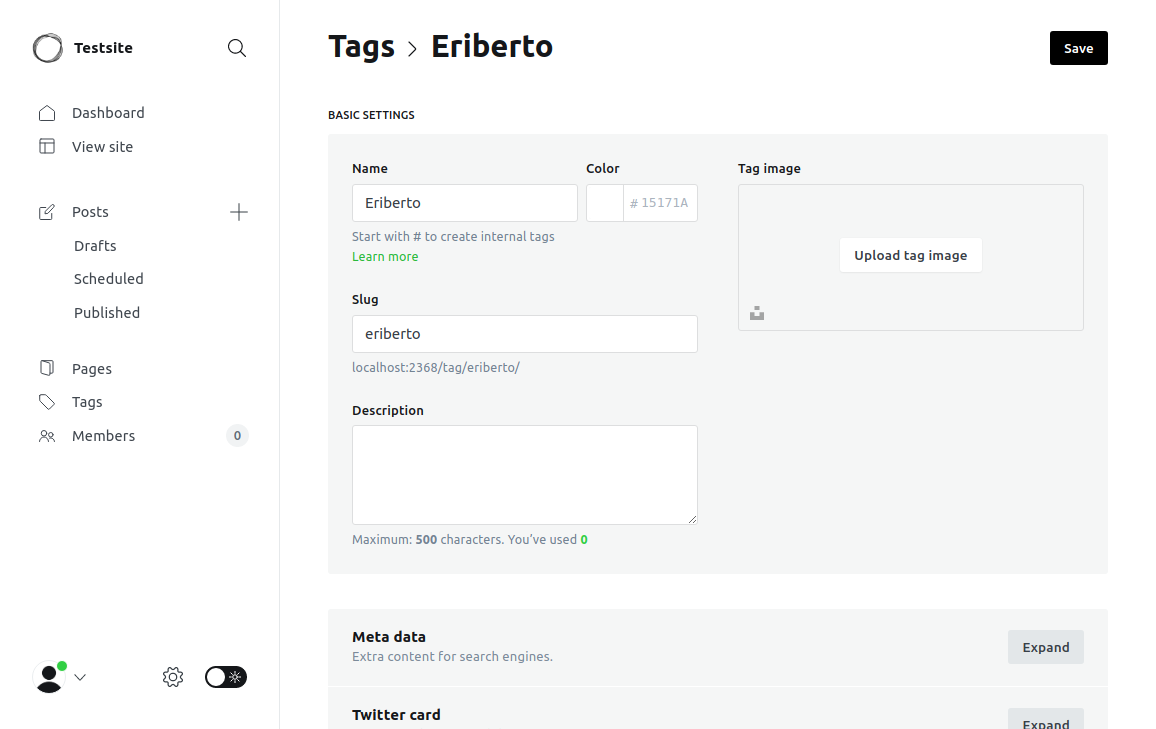 Testsite
Dashboard
View site
Posts
Drafts
Scheduled
Published
Pages
Tags
Members 0
Tags > Eriberto
Save
BASIC SETTINGS
Name
Eriberto
Start with # to create internal tags
Learn more
Color
# 15171A
Slug
eriberto
localhost:2368/tag/eriberto/
Description
Maximum: 500 characters. You’ve used 0
Tag image
Upload tag image
Meta data
Extra content for search engines.
Expand
Twitter card
Expand